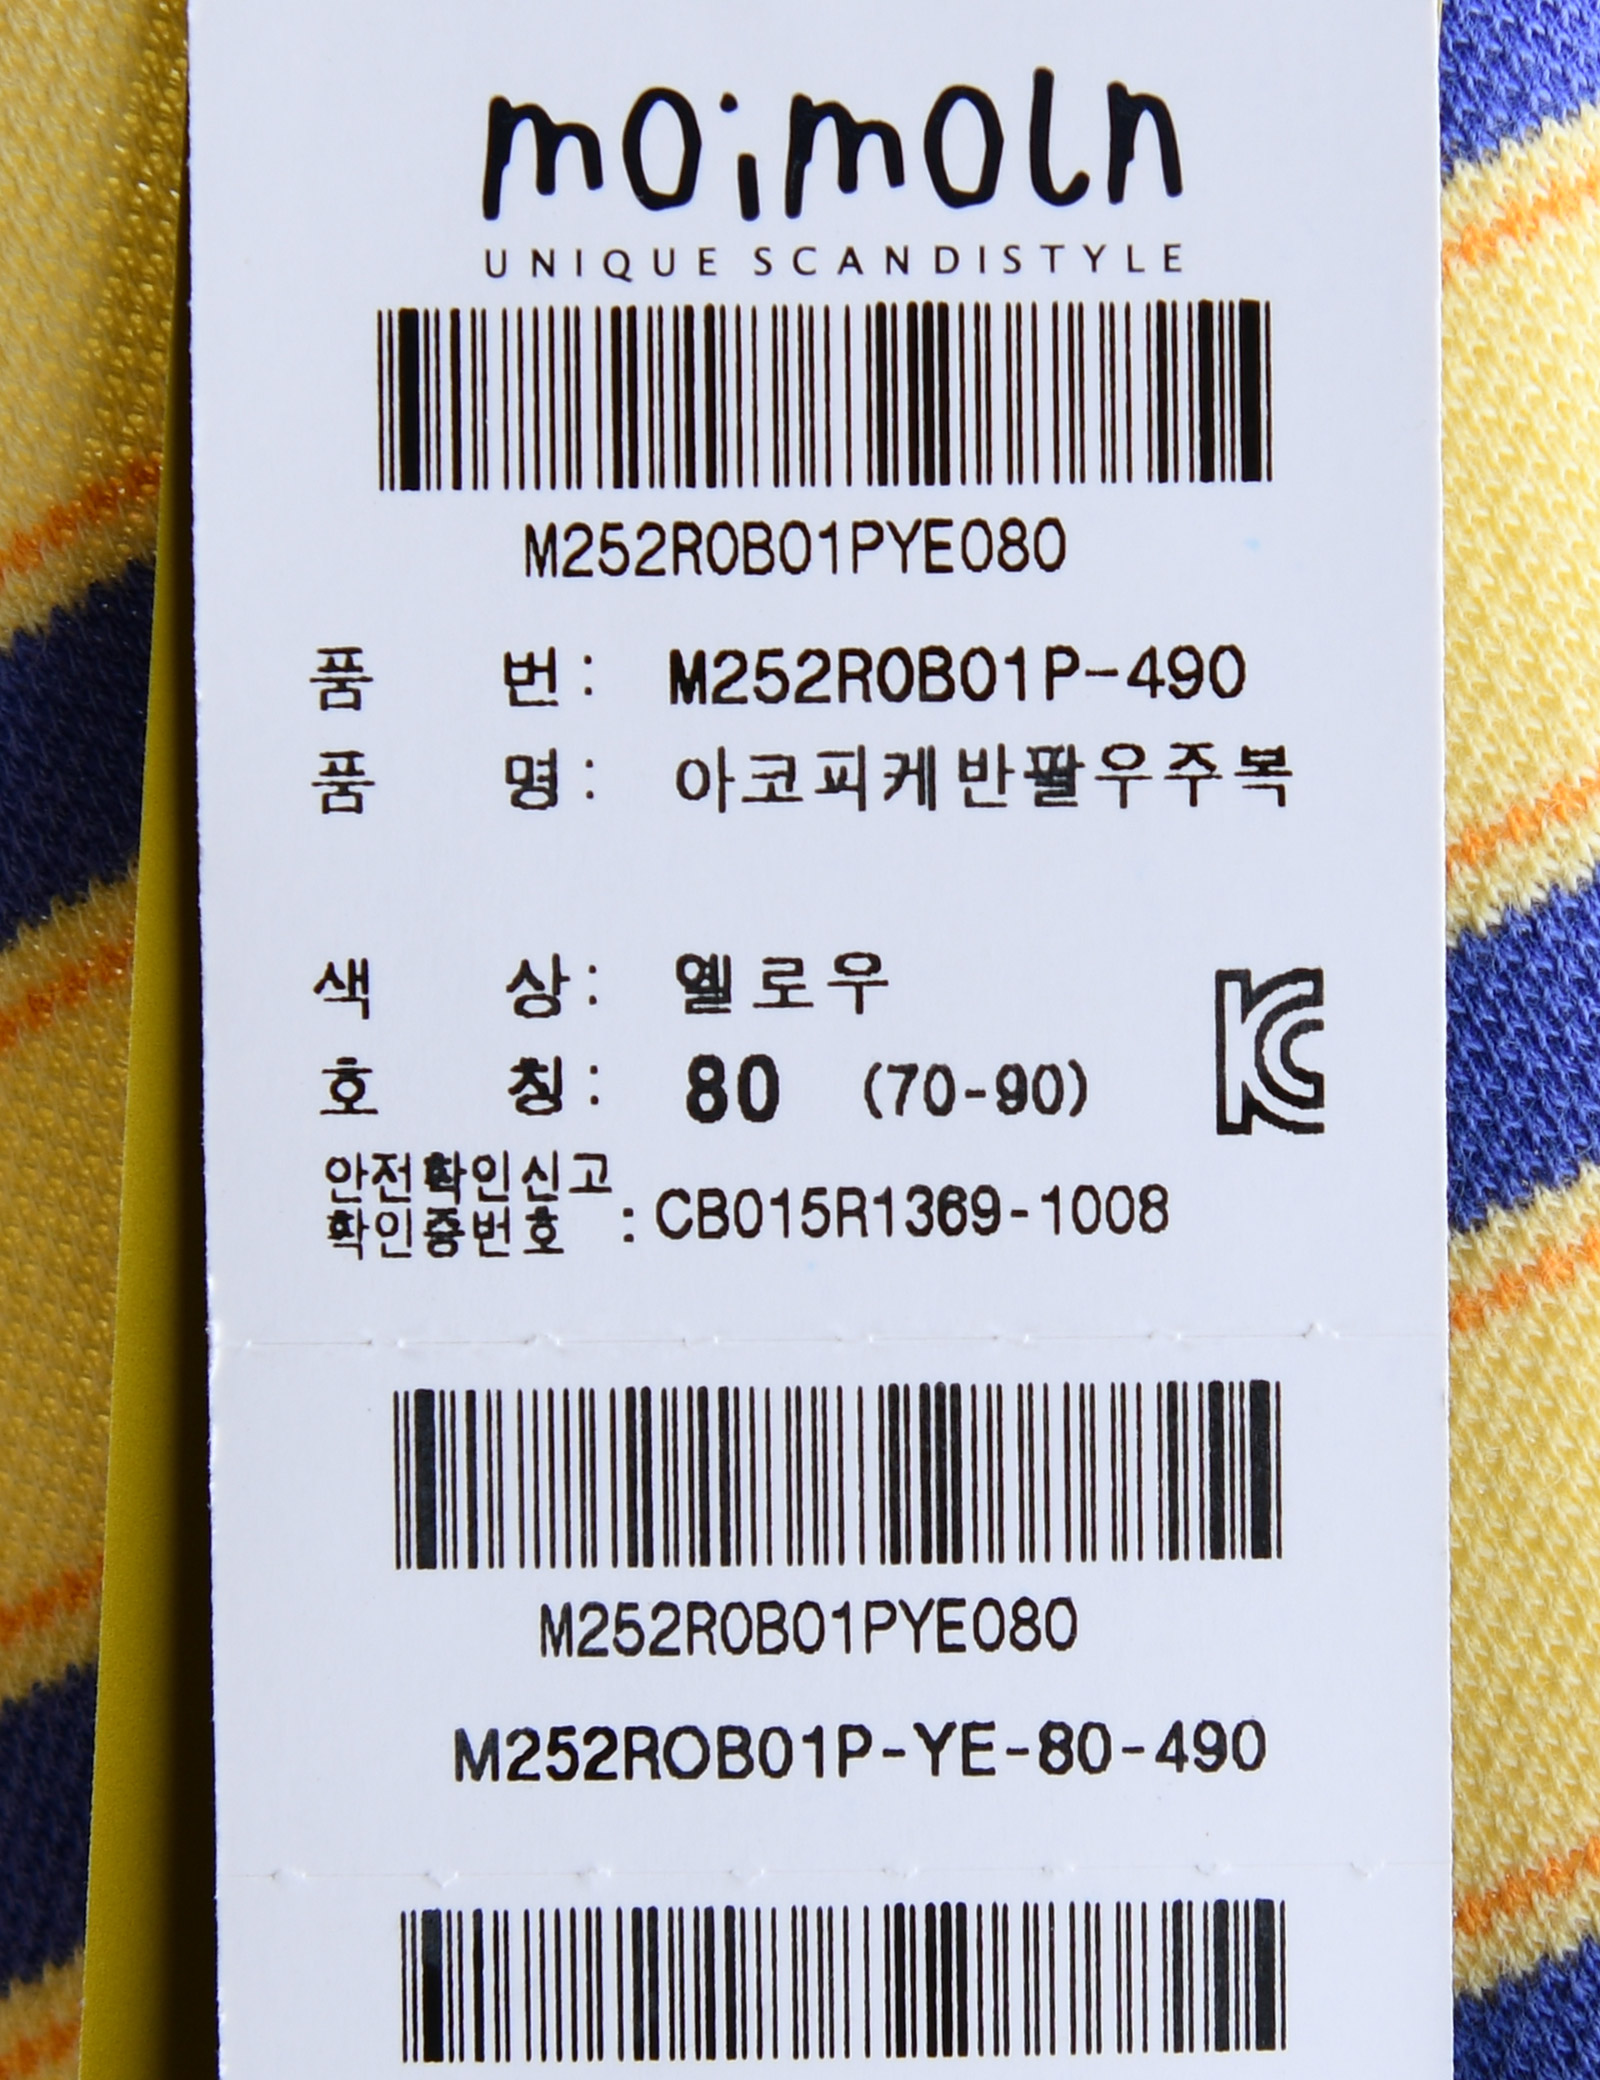 moimoln
UNIQUE SCANDISTYLE
M252R0B01PYE080
품 번: M252R0B01P-490
품 명: 아코피케반팔우주복
색 상: 옐로우
호 칭: 80 (70-90)
안전확인신고
확인증번호 : CB015R1369-1008
M252R0B01PYE080
M252ROB01P-YE-80-490